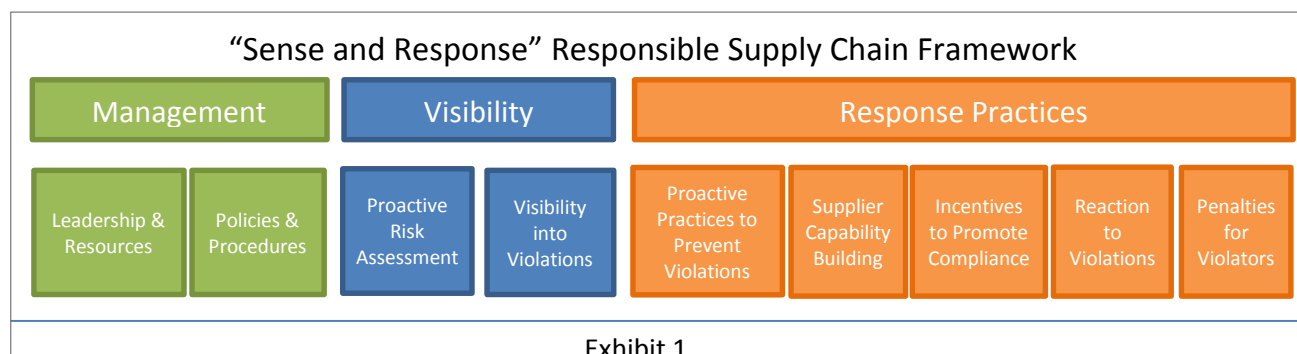 “Sense and Response” Responsible Supply Chain Framework
Management
Visibility
Response Practices
Leadership &
Resources
Policies &
Procedures
Proactive
Risk
Assessment
Visibility
into
Violations
Proactive
Practices to
Prevent
Violations
Supplier
Capability
Building
Incentives
to Promote
Compliance
Reaction
to
Violations
Penalties
for
Violators
Exhibit 1